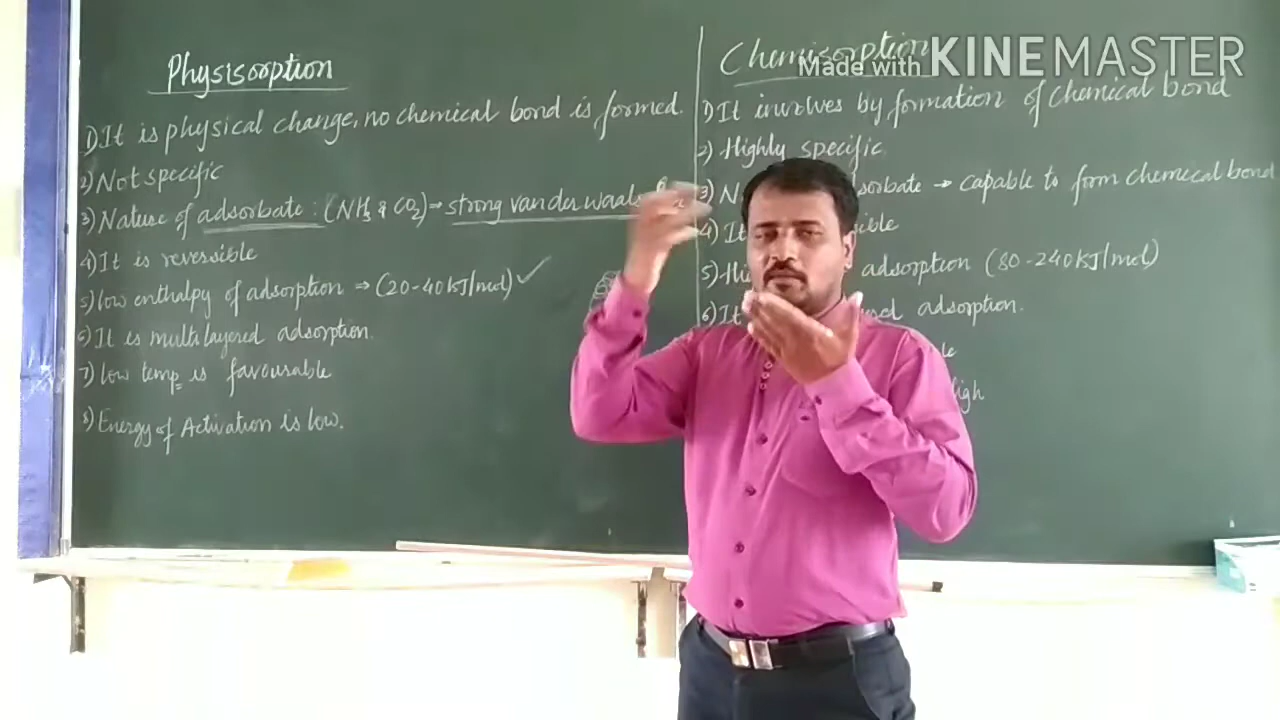 Physisorption
1) It is physical change, no chemical bond is formed.
2) Not specific
3) Nature of adsorbate : (NH3 & CO2) → strong vander waals
4) It is reversible
5) low enthalpy of adsorption ⇒ (20-40 KJ/mol) ✓
6) It is multilayered adsorption.
7) low temp is favourable
8) Energy of Activation is low.
Chemisorption
1) It involves by formation of chemical bond
2) Highly specific
3) → capable to form chemical bond
4) It
5) adsorption (80-240 KJ/mol)
6) It adsorption.
Made with KINEMASTER